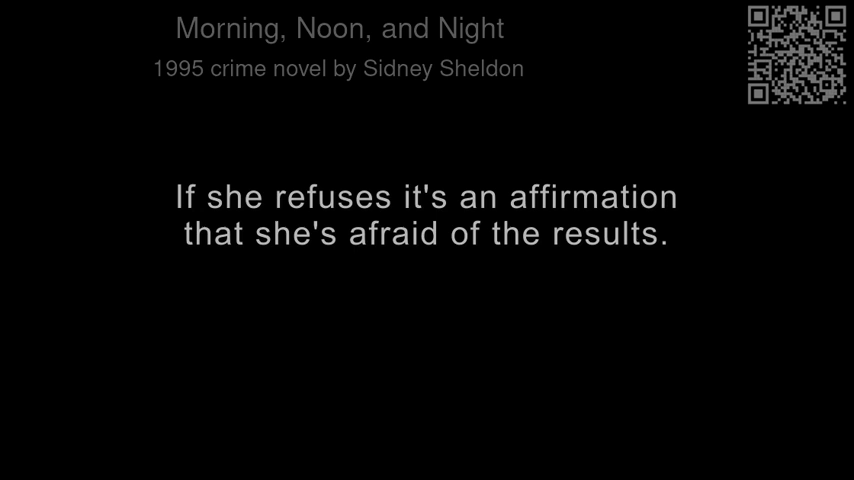 Morning, Noon, and Night
1995 crime novel by Sidney Sheldon
If she refuses it's an affirmation
that she's afraid of the results.